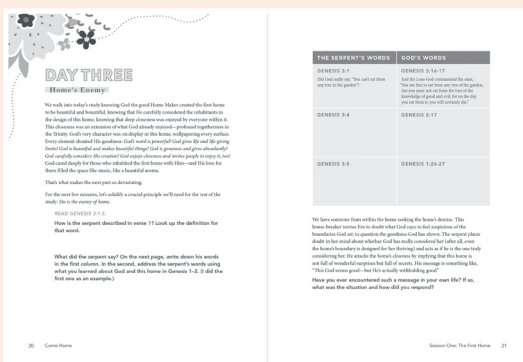 DAY THREE
Home's Enemy
We walk into today's study knowing God the good Home Maker created the first home
to be beautiful and bountiful, knowing that He carefully considered the inhabitants in
the design of this home, knowing that deep closeness was enjoyed by everyone within it.
This closeness was an extension of what God already enjoyed—profound togetherness in
the Trinity. God's very character was on display in this home, wallpapering every surface.
Every element shouted His goodness: God's word is powerful! God gives life and life-giving
limits! God is beautiful and makes beautiful things! God is generous and gives abundantly!
God carefully considers His creation! God enjoys closeness and invites people to enjoy it, too!
God cared deeply for those who inhabited the first home with Him—and His love for
them filled the space like music, like a beautiful aroma.
That's what makes the next part so devastating.
For the next few minutes, let's solidify a crucial principle we'll need for the rest of the
study: Sin is the enemy of home.
READ GENESIS 3:1-5.
How is the serpent described in verse 1? Look up the definition for
that word.
What did the serpent say? On the next page, write down his words
in the first column. In the second, address the serpent's words using
what you learned about God and this home in Genesis 1–2. (I did the
first one as an example.)
20 Come Home
THE SERPENT'S WORDS GOD'S WORDS
GENESIS 3:1 GENESIS 2:16-17
Did God really say, "You can't eat from
any tree in the garden"?
And the Lord God commanded the man,
"You are free to eat from any tree of the garden,
but you must not eat from the tree of the
knowledge of good and evil, for on the day
you eat from it, you will certainly die."
GENESIS 3:4 GENESIS 2:17
GENESIS 3:5 GENESIS 1:26-27
We have someone from within the home seeking the home's demise. This
home-breaker invites Eve to doubt what God says; to feel suspicious of the
boundaries God set; to question the goodness God has shown. The serpent places
doubt in her mind about whether God has really considered her (after all, even
the home's boundary is designed for her thriving) and acts as if he is the one truly
considering her. He attacks the home's closeness by implying that this home is
not full of wonderful surprises but full of secrets. His message is something like,
"This God seems good—but He's actually withholding good."
Have you ever encountered such a message in your own life? If so,
what was the situation and how did you respond?
Session One: The First Home 21